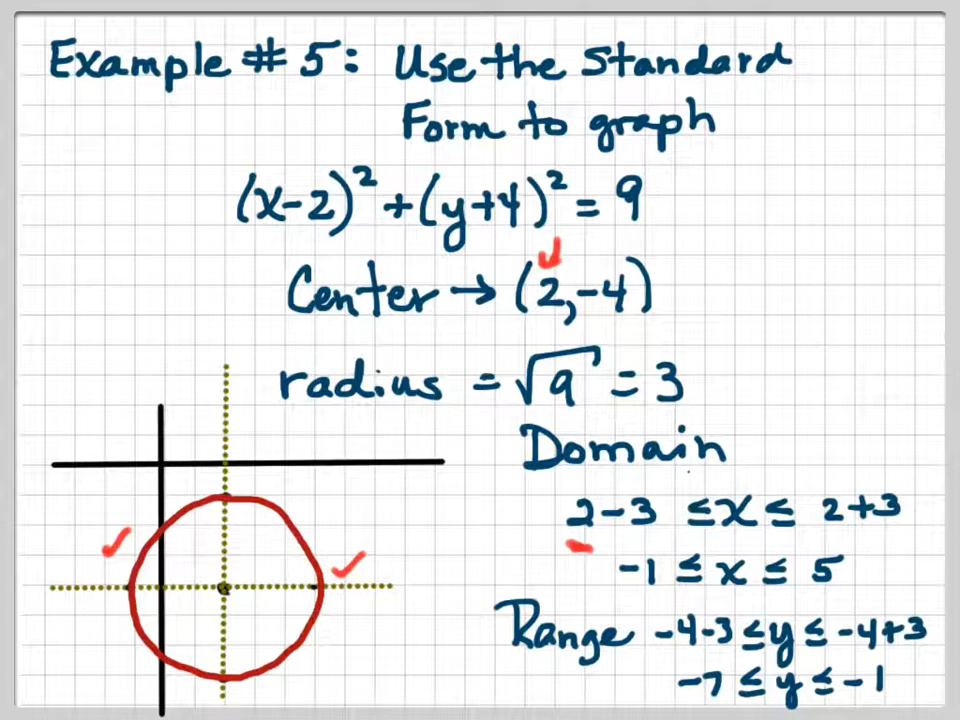 Example # 5: Use the Standard
Form to graph
(x-2)² + (y+4)² = 9
Center → (2,-4)
radius = √9 = 3
Domain
2-3 ≤ x ≤ 2+3
-1 ≤ x ≤ 5
Range -4-3 ≤ y ≤ -4+3
-7 ≤ y ≤ -1